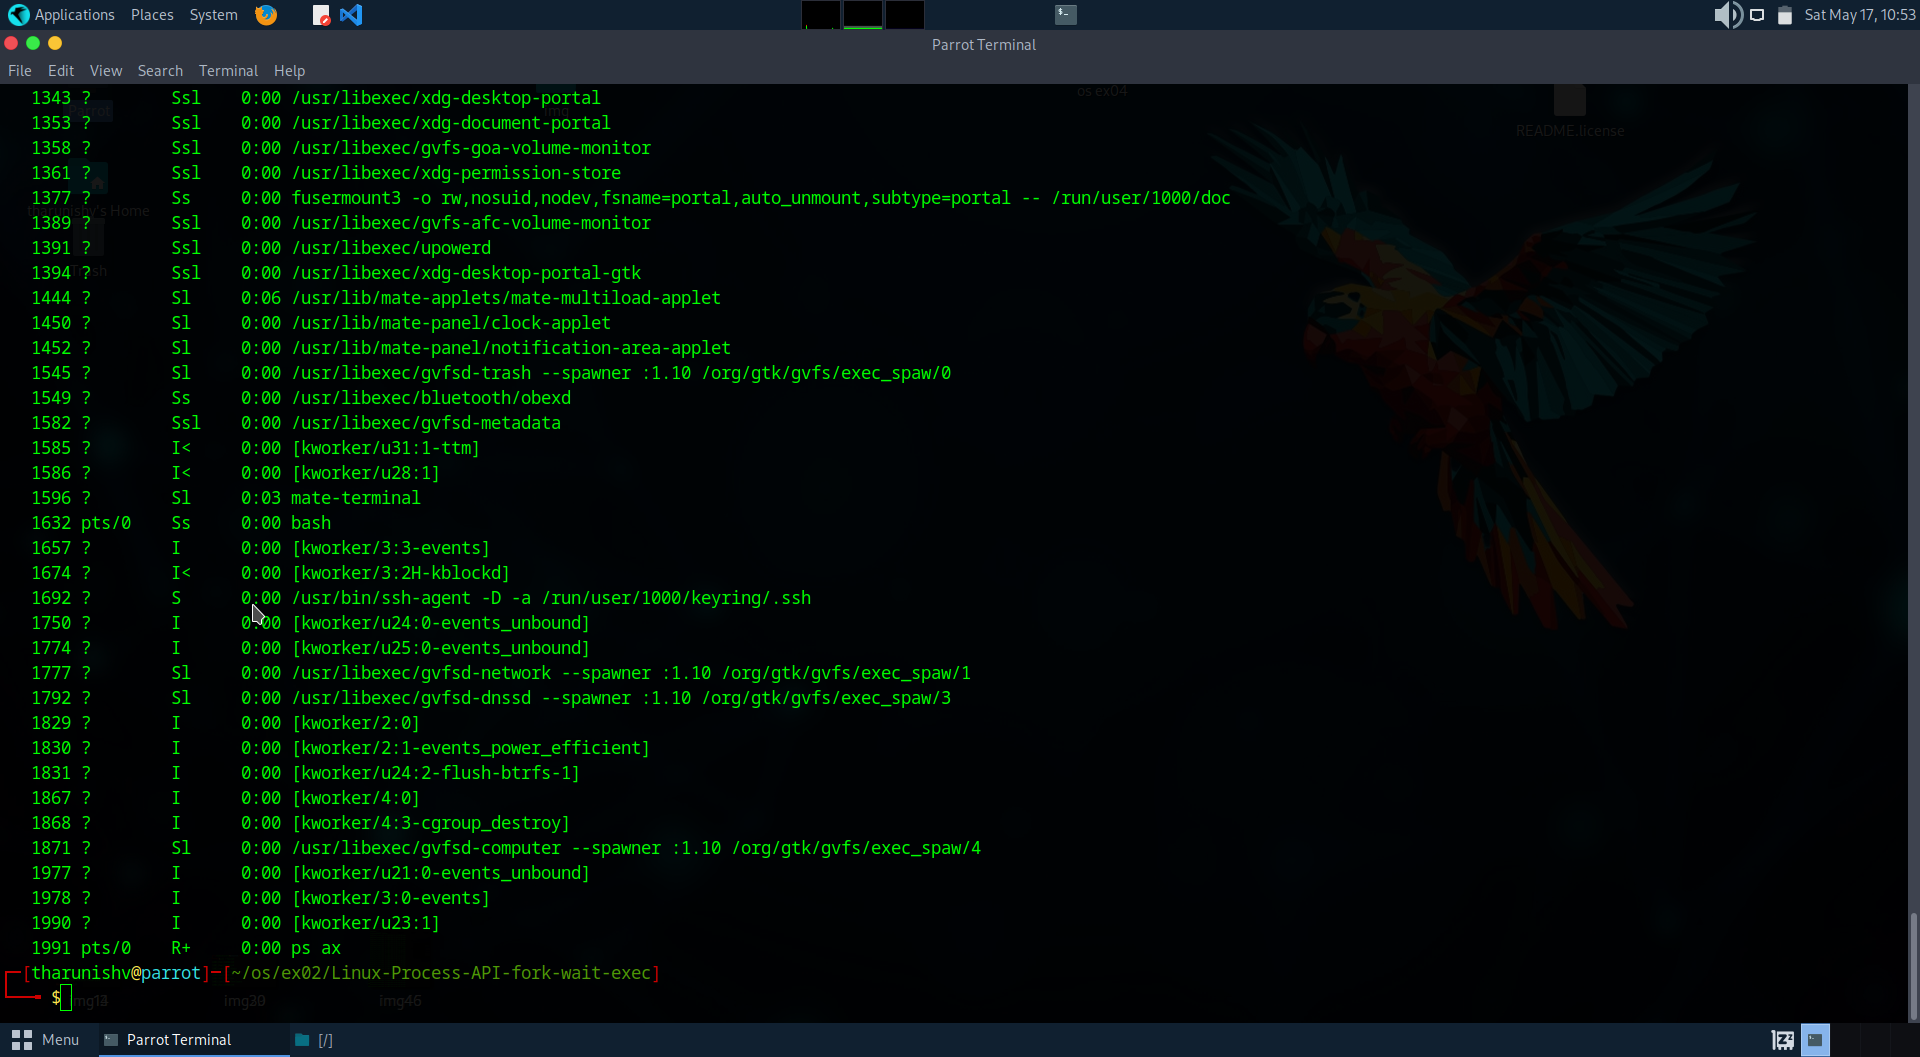 Applications Places System Sat May 17, 10:53
Parrot Terminal
File Edit View Search Terminal Help
1343 ? Ssl 0:00 /usr/libexec/xdg-desktop-portal
1353 ? Ssl 0:00 /usr/libexec/xdg-document-portal
1358 ? Ssl 0:00 /usr/libexec/gvfs-goa-volume-monitor
1361 ? Ssl 0:00 /usr/libexec/xdg-permission-store
1377 ? Ss 0:00 fusermount3 -o rw,nosuid,nodev,fsname=portal,auto_unmount,subtype=portal -- /run/user/1000/doc
1389 ? Ssl 0:00 /usr/libexec/gvfs-afc-volume-monitor
1391 ? Ssl 0:00 /usr/libexec/upowerd
1394 ? Ssl 0:00 /usr/libexec/xdg-desktop-portal-gtk
1444 ? Sl 0:06 /usr/lib/mate-applets/mate-multiload-applet
1450 ? Sl 0:00 /usr/lib/mate-panel/clock-applet
1452 ? Sl 0:00 /usr/lib/mate-panel/notification-area-applet
1545 ? Sl 0:00 /usr/libexec/gvfsd-trash --spawner :1.10 /org/gtk/gvfs/exec_spaw/0
1549 ? Ss 0:00 /usr/libexec/bluetooth/obexd
1582 ? Ssl 0:00 /usr/libexec/gvfsd-metadata
1585 ? I< 0:00 [kworker/u31:1-ttm]
1586 ? I< 0:00 [kworker/u28:1]
1596 ? Sl 0:03 mate-terminal
1632 pts/0 Ss 0:00 bash
1657 ? I 0:00 [kworker/3:3-events]
1674 ? I< 0:00 [kworker/3:2H-kblockd]
1692 ? S 0:00 /usr/bin/ssh-agent -D -a /run/user/1000/keyring/.ssh
1750 ? I 0:00 [kworker/u24:0-events_unbound]
1774 ? I 0:00 [kworker/u25:0-events_unbound]
1777 ? Sl 0:00 /usr/libexec/gvfsd-network --spawner :1.10 /org/gtk/gvfs/exec_spaw/1
1792 ? Sl 0:00 /usr/libexec/gvfsd-dnssd --spawner :1.10 /org/gtk/gvfs/exec_spaw/3
1829 ? I 0:00 [kworker/2:0]
1830 ? I 0:00 [kworker/2:1-events_power_efficient]
1831 ? I 0:00 [kworker/u24:2-flush-btrfs-1]
1867 ? I 0:00 [kworker/4:0]
1868 ? I 0:00 [kworker/4:3-cgroup_destroy]
1871 ? Sl 0:00 /usr/libexec/gvfsd-computer --spawner :1.10 /org/gtk/gvfs/exec_spaw/4
1977 ? I 0:00 [kworker/u21:0-events_unbound]
1978 ? I 0:00 [kworker/3:0-events]
1990 ? I 0:00 [kworker/u23:1]
1991 pts/0 R+ 0:00 ps ax
[tharunishv@parrot]─[~/os/ex02/Linux-Process-API-fork-wait-exec]
$
os ex04
README.license
tharunishv's Home
img46
Menu Parrot Terminal [/]